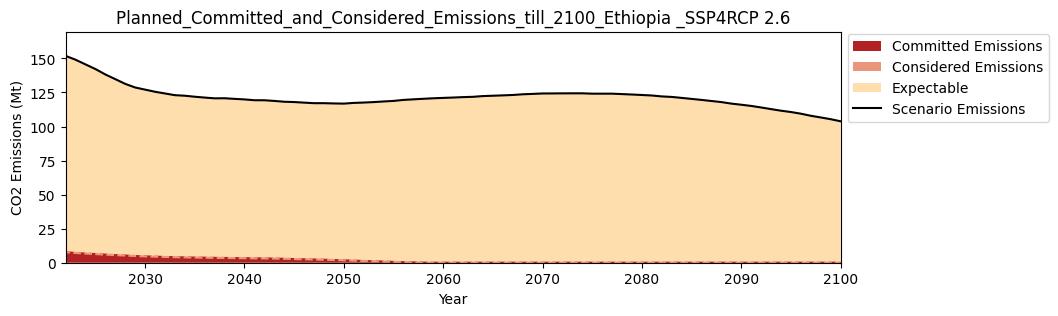 Planned_Committed_and_Considered_Emissions_till_2100_Ethiopia _SSP4RCP 2.6
150
125
100
75
50
25
0
CO2 Emissions (Mt)
2030
2040
2050
2060
2070
2080
2090
2100
Year
Committed Emissions
Considered Emissions
Expectable
Scenario Emissions